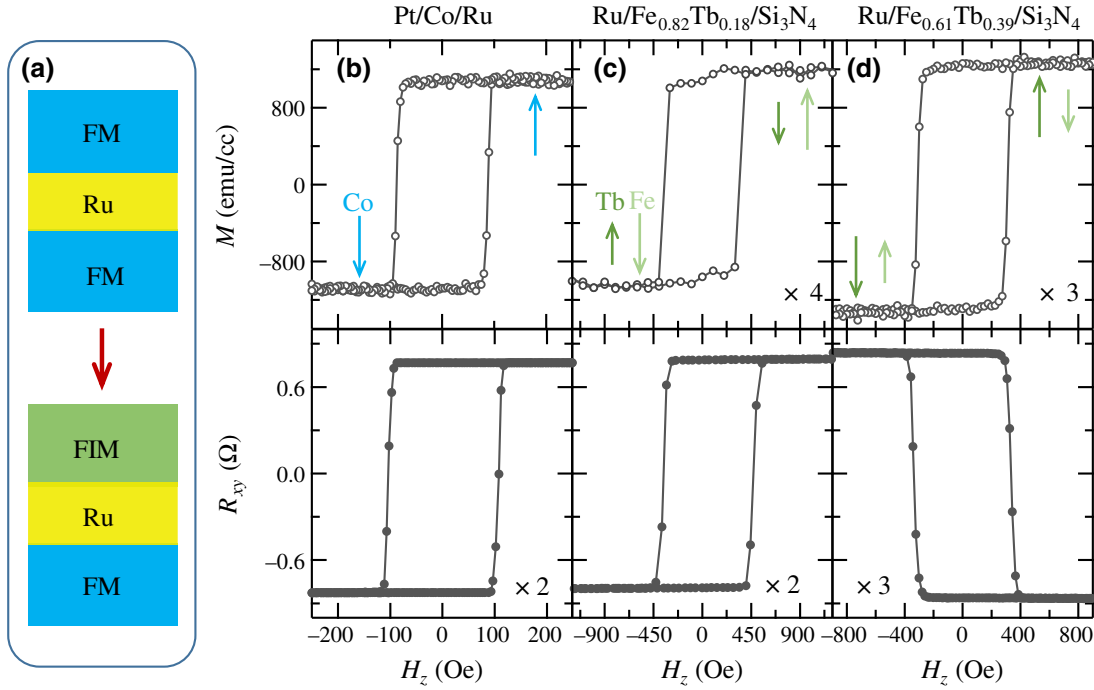 Pt/Co/Ru
Ru/Fe0.82Tb0.18/Si3N4
Ru/Fe0.61Tb0.39/Si3N4
(a)
FM
Ru
FM
FIM
Ru
FM
M (emu/cc)
800
0
−800
(b)
Co
(c)
Tb Fe
× 4
(d)
× 3
Rxy (Ω)
0.6
0.0
−0.6
× 2
× 2
× 3
−200 −100 0 100 200
−900 −450 0 450 900
−800 −400 0 400 800
Hz (Oe)
Hz (Oe)
Hz (Oe)